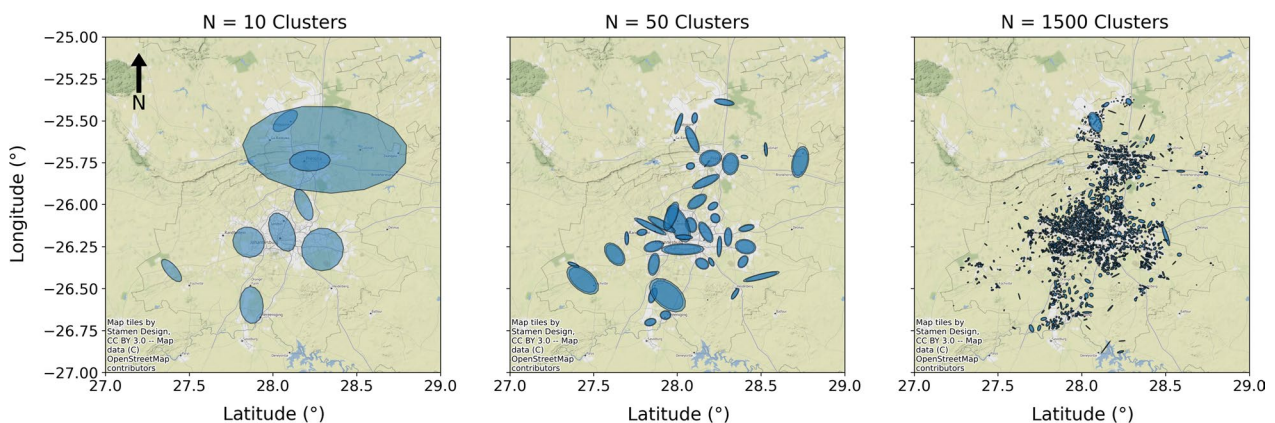 N = 10 Clusters
N = 50 Clusters
N = 1500 Clusters
Longitude (°)
−25.00
−25.25
−25.50
−25.75
−26.00
−26.25
−26.50
−26.75
−27.00
N
Map tiles by
Stamen Design,
CC BY 3.0 -- Map
data (C)
OpenStreetMap
contributors
27.0
27.5
28.0
28.5
29.0
Latitude (°)
Map tiles by
Stamen Design,
CC BY 3.0 -- Map
data (C)
OpenStreetMap
contributors
27.5
28.0
28.5
29.0
Latitude (°)
Map tiles by
Stamen Design,
CC BY 3.0 -- Map
data (C)
OpenStreetMap
contributors
27.0
27.5
28.0
28.5
29.0
Latitude (°)